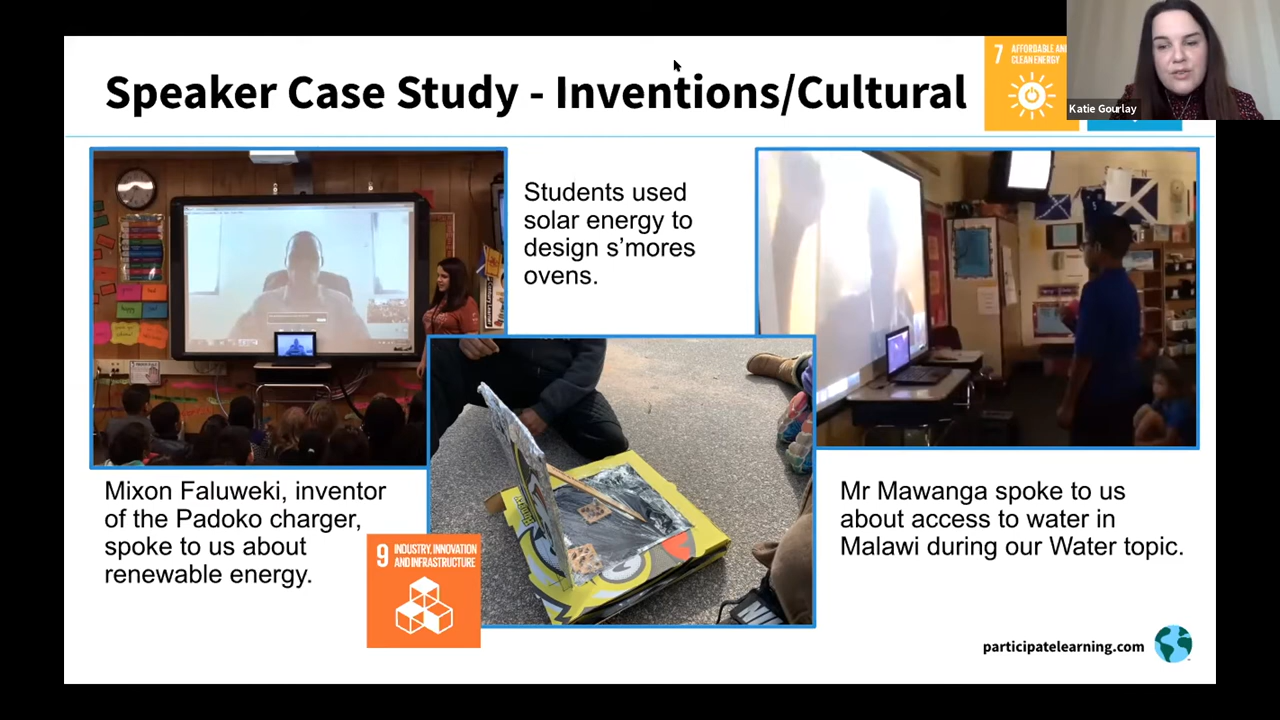 Speaker Case Study - Inventions/Cultural
7 AFFORDABLE AND
CLEAN ENERGY
Katie Gourlay
Students used
solar energy to
design s’mores
ovens.
Mixon Faluweki, inventor
of the Padoko charger,
spoke to us about
renewable energy.
9 INDUSTRY, INNOVATION
AND INFRASTRUCTURE
Mr Mawanga spoke to us
about access to water in
Malawi during our Water topic.
participatelearning.com